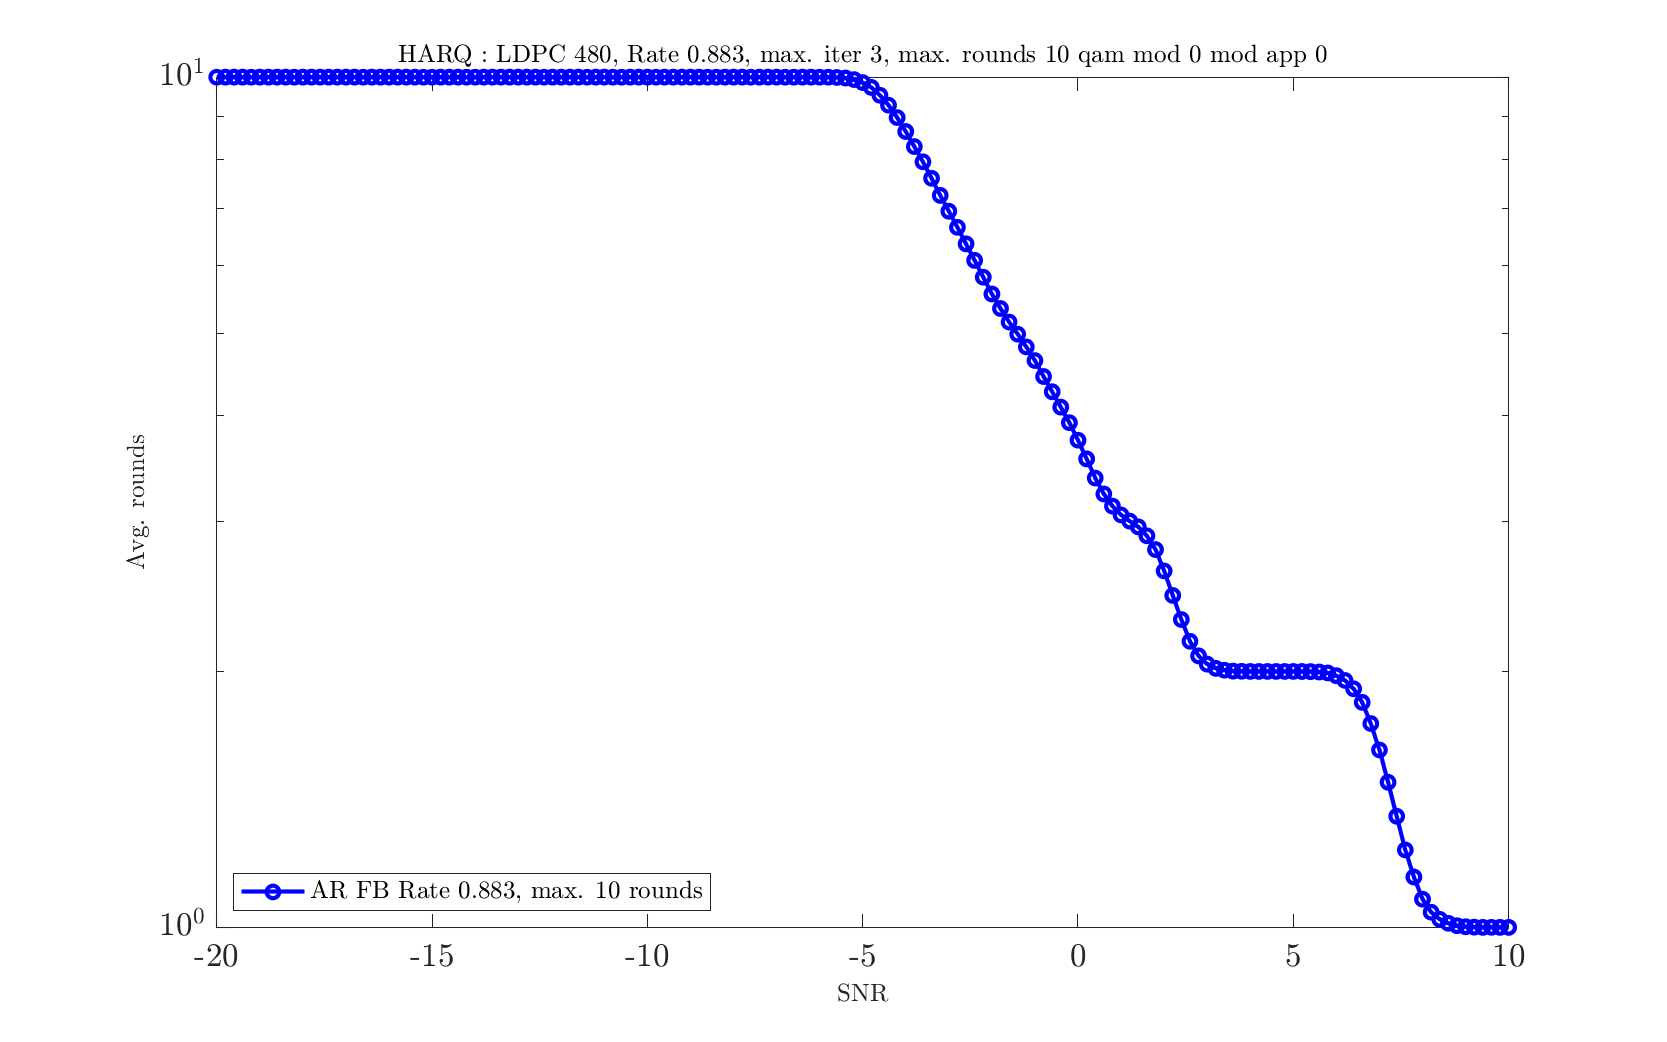 HARQ : LDPC 480, Rate 0.883, max. iter 3, max. rounds 10 qam mod 0 mod app 0
10^1
Avg. rounds
AR FB Rate 0.883, max. 10 rounds
10^0
-20 -15 -10 -5 0 5 10
SNR